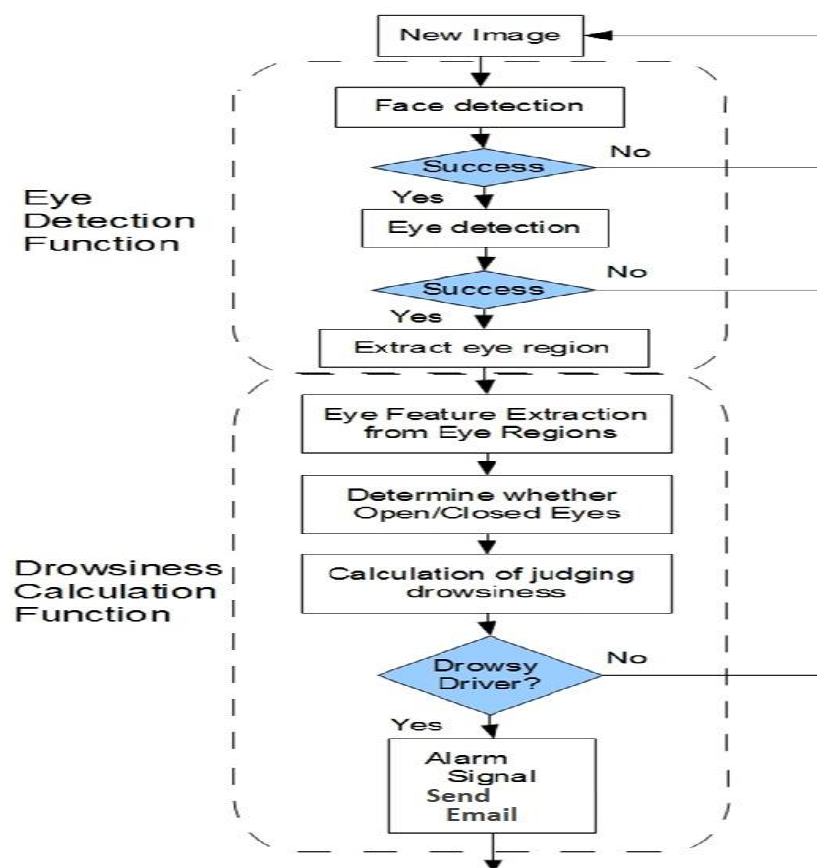 New Image
Face detection
Success
No
Yes
Eye
Detection
Function
Eye detection
No
Success
Yes
Extract eye region
Eye Feature Extraction
from Eye Regions
Determine whether
Open/Closed Eyes
Drowsiness
Calculation
Function
Calculation of judging
drowsiness
Drowsy
Driver?
No
Yes
Alarm
Signal
Send
Email